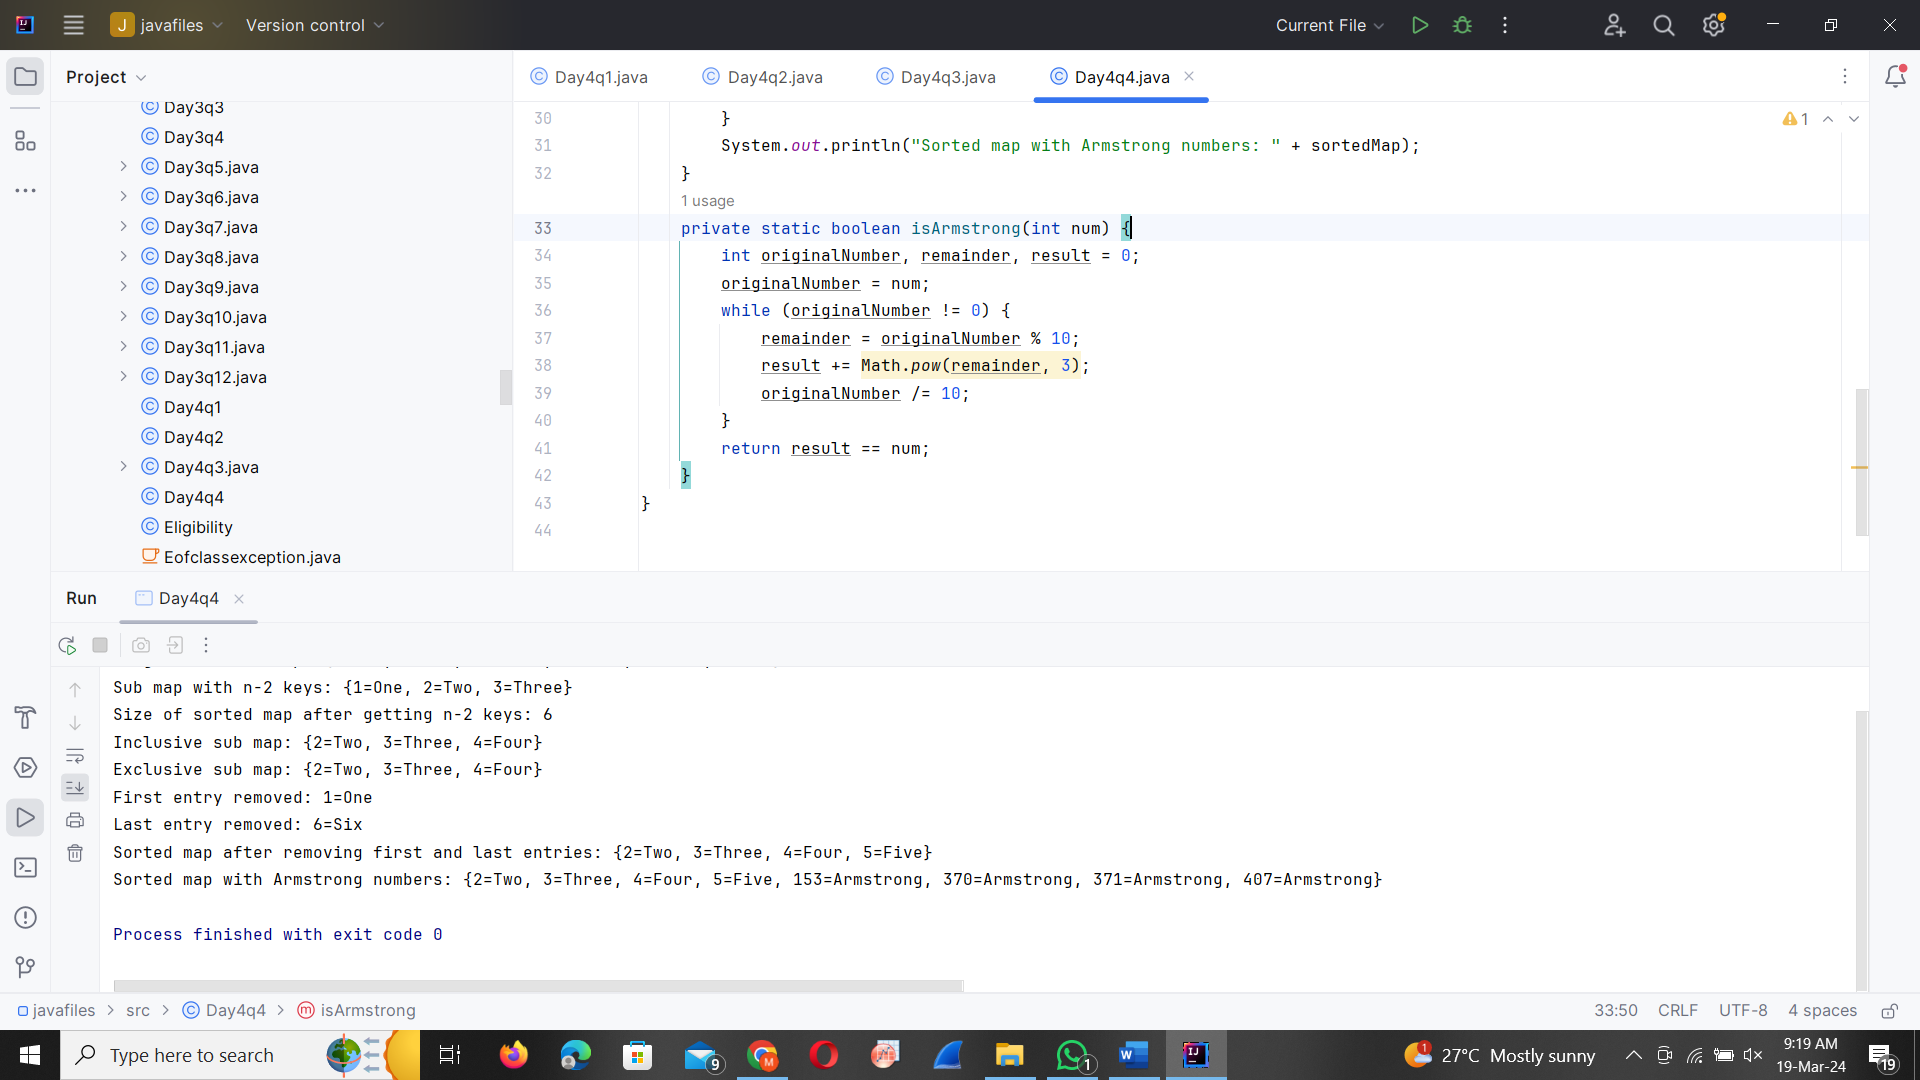 J javafiles Version control Current File
Project
Day4q1.java Day4q2.java Day4q3.java Day4q4.java
Day3q3
Day3q4
Day3q5.java
Day3q6.java
Day3q7.java
Day3q8.java
Day3q9.java
Day3q10.java
Day3q11.java
Day3q12.java
Day4q1
Day4q2
Day4q3.java
Day4q4
Eligibility
Eofclassexception.java
1
30 }
31 System.out.println("Sorted map with Armstrong numbers: " + sortedMap);
32 }
1 usage
33 private static boolean isArmstrong(int num) {
34 int originalNumber, remainder, result = 0;
35 originalNumber = num;
36 while (originalNumber != 0) {
37 remainder = originalNumber % 10;
38 result += Math.pow(remainder, 3);
39 originalNumber /= 10;
40 }
41 return result == num;
42 }
43 }
44
Run Day4q4
Sub map with n-2 keys: {1=One, 2=Two, 3=Three}
Size of sorted map after getting n-2 keys: 6
Inclusive sub map: {2=Two, 3=Three, 4=Four}
Exclusive sub map: {2=Two, 3=Three, 4=Four}
First entry removed: 1=One
Last entry removed: 6=Six
Sorted map after removing first and last entries: {2=Two, 3=Three, 4=Four, 5=Five}
Sorted map with Armstrong numbers: {2=Two, 3=Three, 4=Four, 5=Five, 153=Armstrong, 370=Armstrong, 371=Armstrong, 407=Armstrong}
Process finished with exit code 0
javafiles > src > Day4q4 > isArmstrong 33:50 CRLF UTF-8 4 spaces
Type here to search 9 1 1 27°C Mostly sunny 9:19 AM
19-Mar-24 19